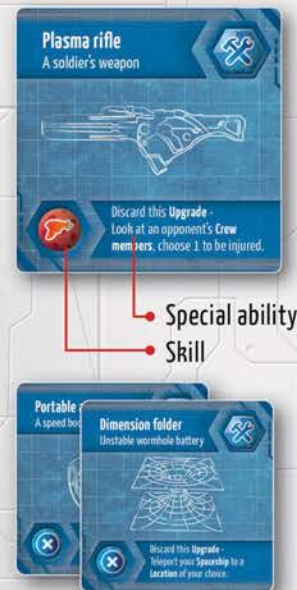 Plasma rifle
A soldier's weapon
Discard this Upgrade -
Look at an opponent's Crew
members, choose 1 to be injured.
Special ability
Skill
Portable
A speed
Dimension folder
Unstable wormhole battery
Discard this Upgrade -
Teleport your Spaceship to a
Location of your choice.